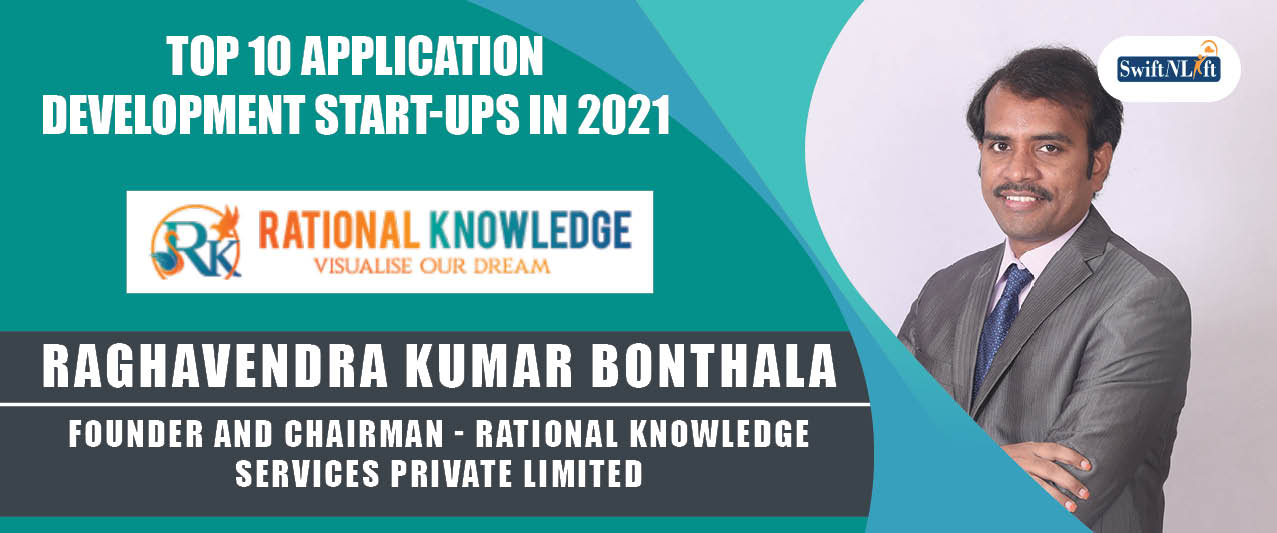 TOP 10 APPLICATION
DEVELOPMENT START-UPS IN 2021
SwiftNLift
RK RATIONAL KNOWLEDGE
VISUALISE OUR DREAM
RAGHAVENDRA KUMAR BONTHALA
FOUNDER AND CHAIRMAN - RATIONAL KNOWLEDGE
SERVICES PRIVATE LIMITED